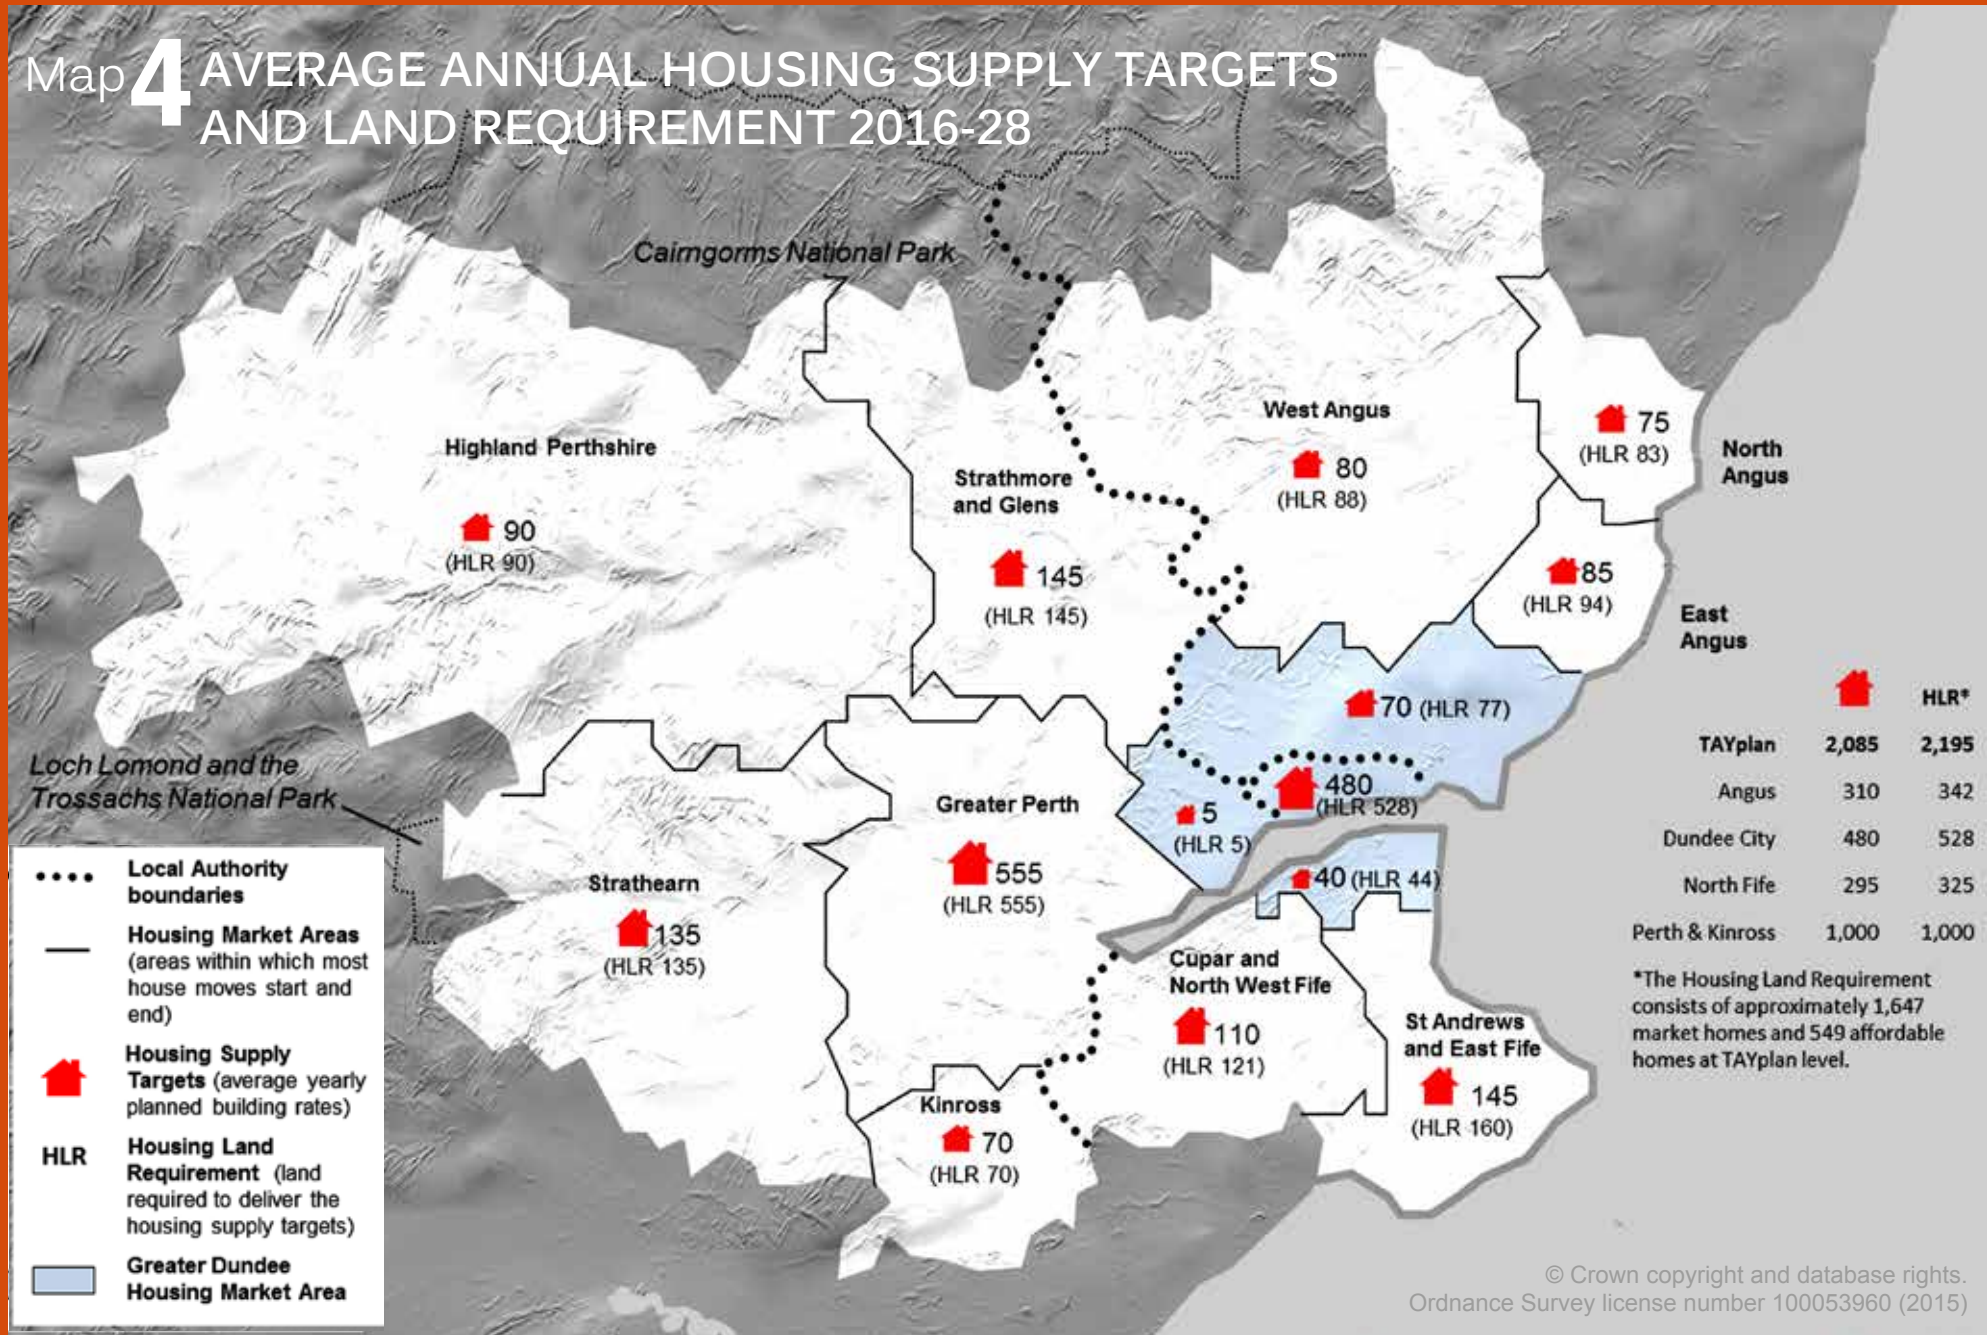 Map 4 AVERAGE ANNUAL HOUSING SUPPLY TARGETS
AND LAND REQUIREMENT 2016-28
Cairngorms National Park
Highland Perthshire
90
(HLR 90)
Strathmore
and Glens
145
(HLR 145)
West Angus
80
(HLR 88)
75
(HLR 83)
North
Angus
85
(HLR 94)
East
Angus
70 (HLR 77)
480
(HLR 528)
5
(HLR 5)
40 (HLR 44)
Loch Lomond and the
Trossachs National Park
Strathearn
135
(HLR 135)
Greater Perth
555
(HLR 555)
Cupar and
North West Fife
110
(HLR 121)
St Andrews
and East Fife
145
(HLR 160)
Kinross
70
(HLR 70)
Local Authority
boundaries
Housing Market Areas
(areas within which most
house moves start and
end)
Housing Supply
Targets (average yearly
planned building rates)
HLR
Housing Land
Requirement (land
required to deliver the
housing supply targets)
Greater Dundee
Housing Market Area
HLR*
TAYplan 2,085 2,195
Angus 310 342
Dundee City 480 528
North Fife 295 325
Perth & Kinross 1,000 1,000
*The Housing Land Requirement
consists of approximately 1,647
market homes and 549 affordable
homes at TAYplan level.
© Crown copyright and database rights.
Ordnance Survey license number 100053960 (2015)